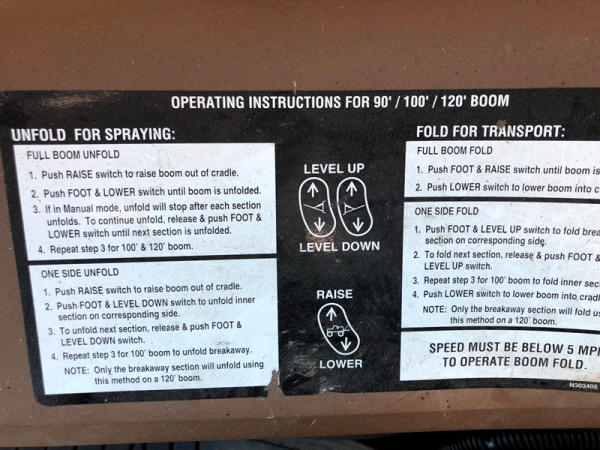 OPERATING INSTRUCTIONS FOR 90' / 100' / 120' BOOM
UNFOLD FOR SPRAYING:
FULL BOOM UNFOLD
1. Push RAISE switch to raise boom out of cradle.
2. Push FOOT & LOWER switch until boom is unfolded.
3. If in Manual mode, unfold will stop after each section
unfolds. To continue unfold, release & push FOOT &
LOWER switch until next section is unfolded.
4. Repeat step 3 for 100' & 120' boom.
ONE SIDE UNFOLD
1. Push RAISE switch to raise boom out of cradle.
2. Push FOOT & LEVEL DOWN switch to unfold inner
section on corresponding side.
3. To unfold next section, release & push FOOT &
LEVEL DOWN switch.
4. Repeat step 3 for 100' boom to unfold breakaway.
NOTE: Only the breakaway section will unfold using
this method on a 120' boom.
LEVEL UP
LEVEL DOWN
RAISE
LOWER
FOLD FOR TRANSPORT:
FULL BOOM FOLD
1. Push FOOT & RAISE switch until boom is
2. Push LOWER switch to lower boom into c
ONE SIDE FOLD
1. Push FOOT & LEVEL UP switch to fold brea
section on corresponding side.
2. To fold next section, release & push FOOT &
LEVEL UP switch.
3. Repeat step 3 for 100' boom to fold inner sec
4. Push LOWER switch to lower boom into cradl
NOTE: Only the breakaway section will fold us
this method on a 120' boom.
SPEED MUST BE BELOW 5 MPH
TO OPERATE BOOM FOLD.
N303405